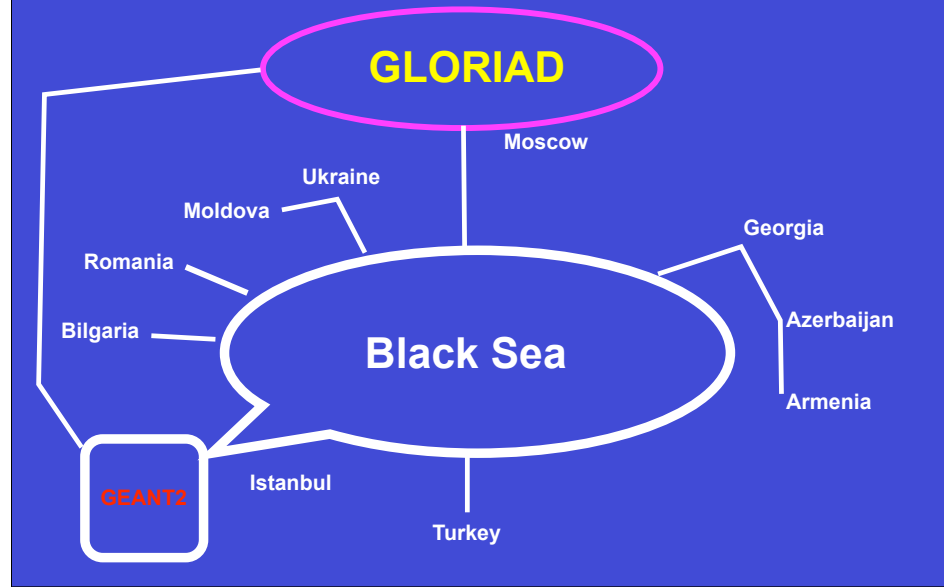 GLORIAD
Moscow
Ukraine
Moldova
Georgia
Romania
Azerbaijan
Bilgaria
Black Sea
Armenia
Istanbul
GEANT2
Turkey